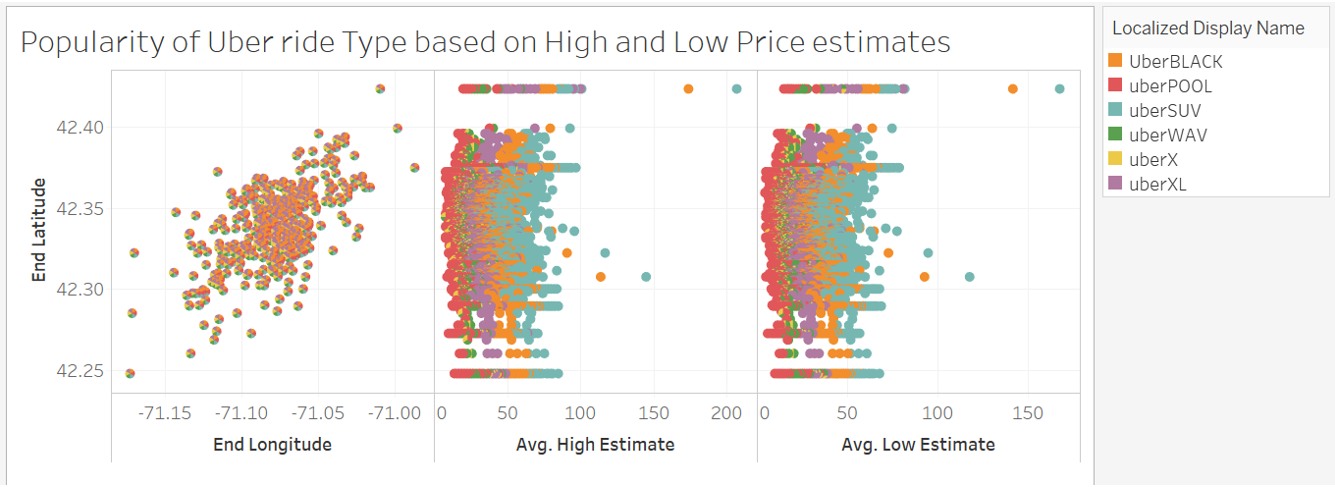 Popularity of Uber ride Type based on High and Low Price estimates
Localized Display Name
UberBLACK
uberPOOL
uberSUV
uberWAV
uberX
uberXL
End Latitude
42.40
42.35
42.30
42.25
-71.15 -71.10 -71.05 -71.00 0 50 100 150 200 0 50 100 150
End Longitude Avg. High Estimate Avg. Low Estimate